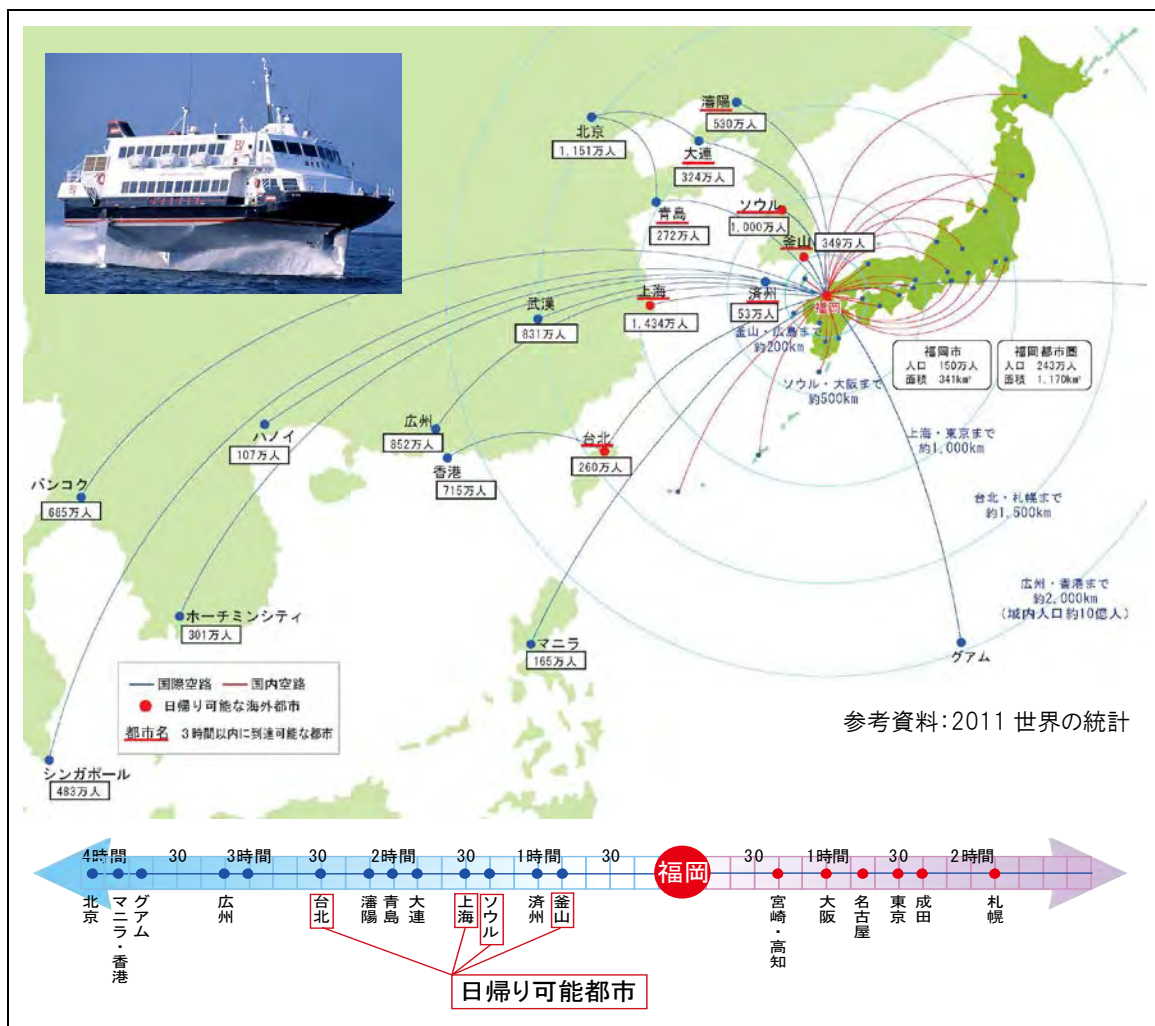 瀋陽
530万人
北京
1,151万人
大連
324万人
ソウル
1,000万人
青島
272万人
釜山
349万人
済州
53万人
福岡
上海
1,434万人
武漢
831万人
釜山・広島まで
約200km
福岡市
人口 150万人
面積 341k㎡
福岡都市圏
人口 243万人
面積 1,170k㎡
ソウル・大阪まで
約500km
上海・東京まで
約1,000km
広州
852万人
香港
715万人
台北
260万人
ハノイ
107万人
バンコク
685万人
台北・札幌まで
約1,500km
広州・香港まで
約2,000km
(域内人口約10億人)
ホーチミンシティ
301万人
マニラ
165万人
グアム
国際空路
国内空路
日帰り可能な海外都市
都市名 3時間以内に到達可能な都市
シンガポール
483万人
参考資料:2011 世界の統計
4時間 30 3時間 30 2時間 30 1時間 30 福岡 30 1時間 30 2時間
北京
マニラ・香港
グアム
広州
台北
瀋陽
青島
大連
上海
ソウル
済州
釜山
宮崎・高知
大阪
名古屋
東京
成田
札幌
日帰り可能都市